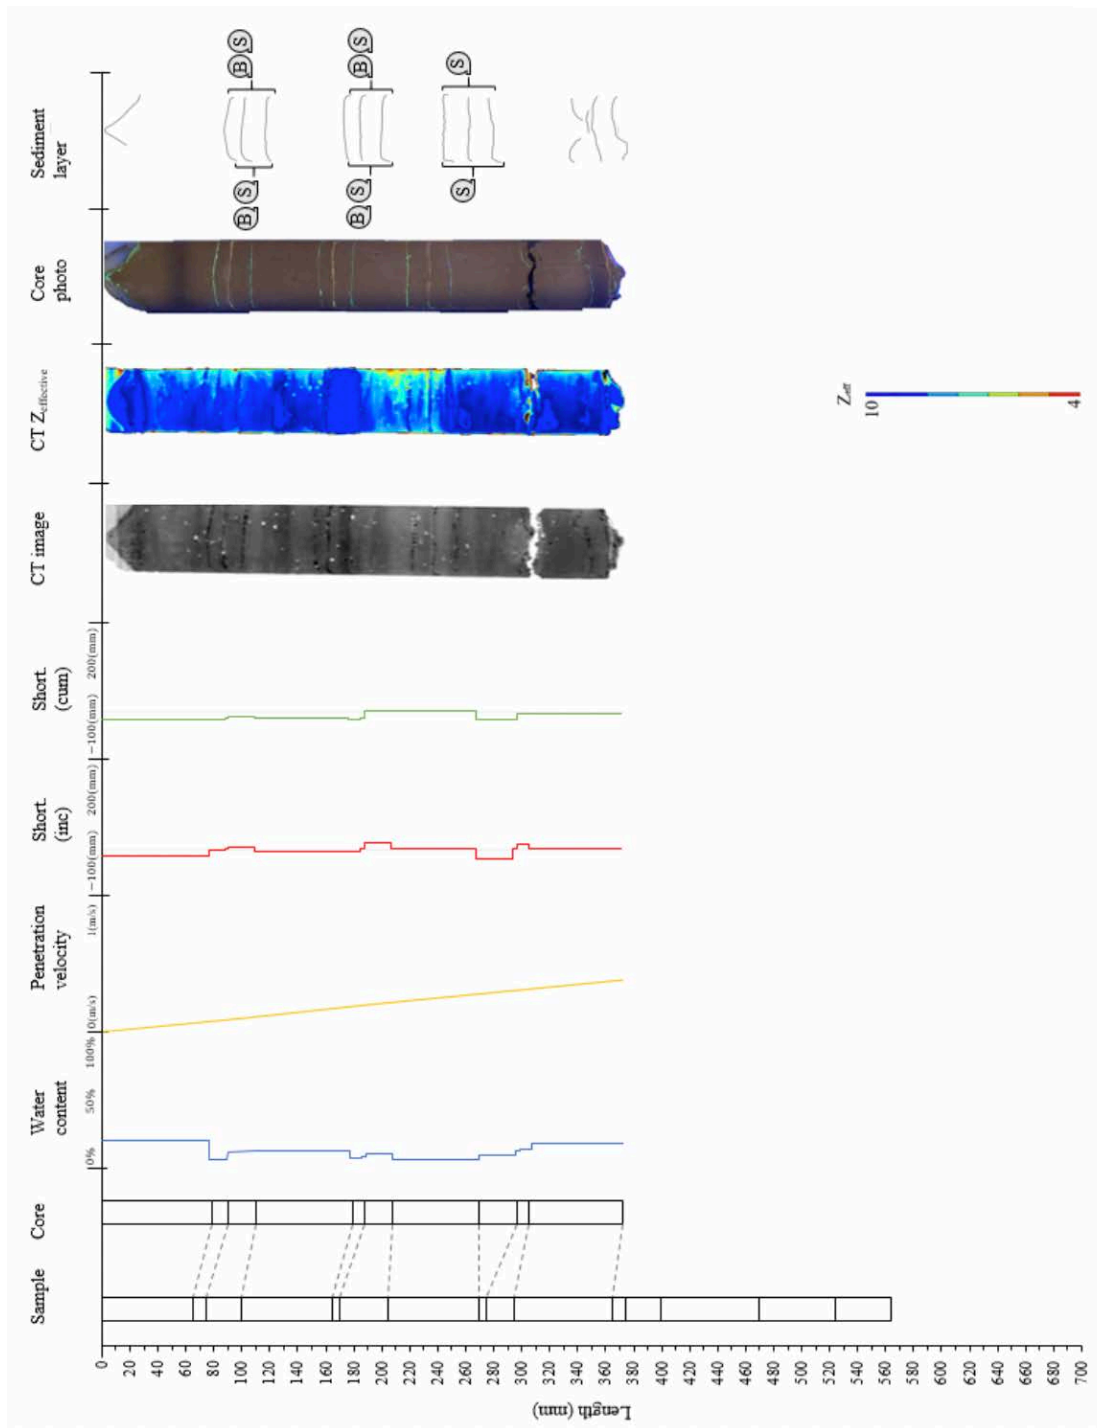 Sample
Core
Water
content
0%
50%
100%
Penetration
velocity
0(m/s)
1(m/s)
Short.
(inc)
−100(mm)
200(mm)
Short.
(cum)
−100(mm)
200(mm)
CT image
CT Zeffective
Core
photo
Sediment
layer
B S
B S
S
B S
B S
S
Length (mm)
0
20
40
60
80
100
120
140
160
180
200
220
240
260
280
300
320
340
360
380
400
420
440
460
480
500
520
540
560
580
600
620
640
660
680
700
Zeff
10
4